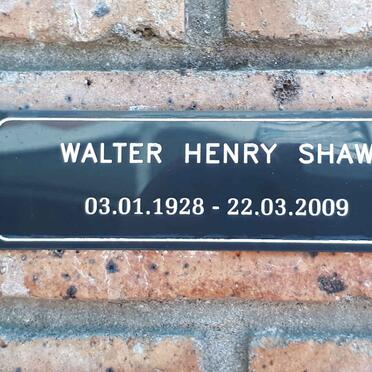 WALTER HENRY SHAW
03.01.1928 - 22.03.2009